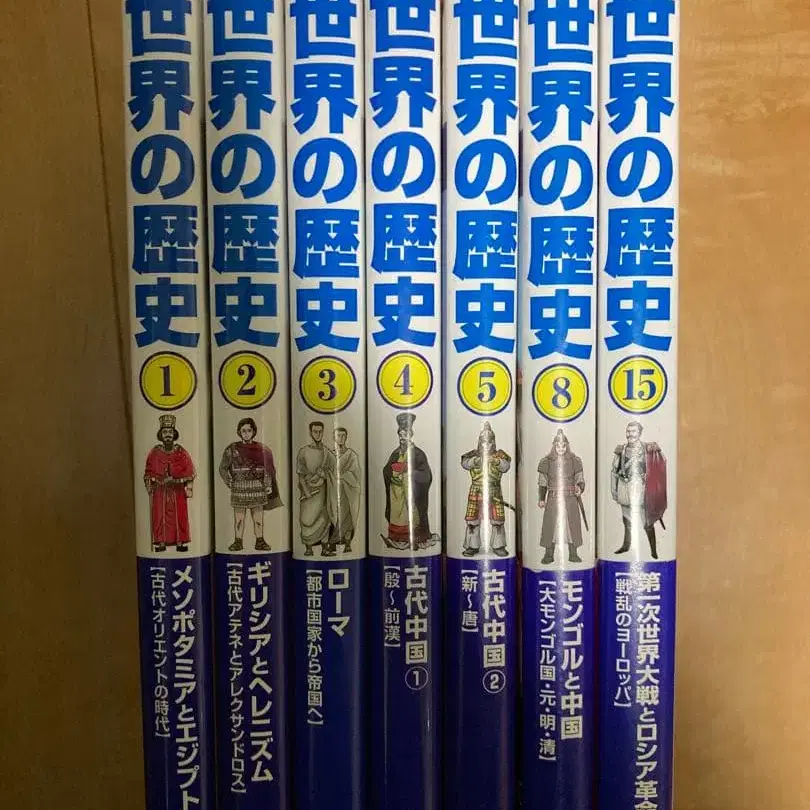 世界の歴史
1
メソポタミアとエジプト
【古代オリエントの時代】
世界の歴史
2
ギリシアとヘレニズム
【古代アテネとアレクサンドロス】
世界の歴史
3
ローマ
【都市国家から帝国へ】
世界の歴史
4
古代中国①
【殷～前漢】
世界の歴史
5
古代中国②
【新～唐】
世界の歴史
8
モンゴルと中国
【大モンゴル国・元・明・清】
世界の歴史
15
第一次世界大戦とロシア革命
【戦乱のヨーロッパ】